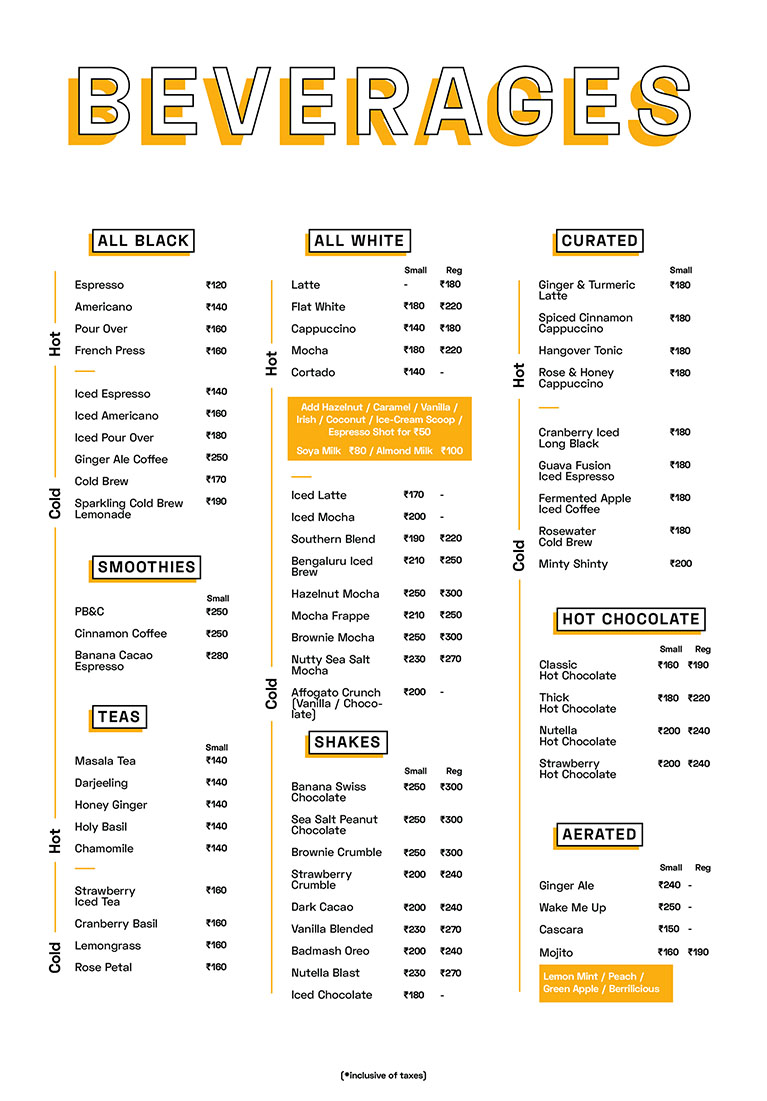 BEVERAGES
ALL BLACK
Hot
Espresso ₹120
Americano ₹140
Pour Over ₹160
French Press ₹160
Cold
Iced Espresso ₹140
Iced Americano ₹160
Iced Pour Over ₹180
Ginger Ale Coffee ₹250
Cold Brew ₹170
Sparkling Cold Brew ₹190
Lemonade
SMOOTHIES
Small
PB&C ₹250
Cinnamon Coffee ₹250
Banana Cacao ₹280
Espresso
TEAS
Small
Hot
Masala Tea ₹140
Darjeeling ₹140
Honey Ginger ₹140
Holy Basil ₹140
Chamomile ₹140
Cold
Strawberry ₹160
Iced Tea
Cranberry Basil ₹160
Lemongrass ₹160
Rose Petal ₹160
ALL WHITE
Small Reg
Hot
Latte - ₹180
Flat White ₹180 ₹220
Cappuccino ₹140 ₹180
Mocha ₹180 ₹220
Cortado ₹140 -
Add Hazelnut / Caramel / Vanilla /
Irish / Coconut / Ice-Cream Scoop /
Espresso Shot for ₹50
Soya Milk ₹80 / Almond Milk ₹100
Cold
Iced Latte ₹170 -
Iced Mocha ₹200 -
Southern Blend ₹190 ₹220
Bengaluru Iced ₹210 ₹250
Brew
Hazelnut Mocha ₹250 ₹300
Mocha Frappe ₹210 ₹250
Brownie Mocha ₹250 ₹300
Nutty Sea Salt ₹230 ₹270
Mocha
Affogato Crunch ₹200 -
(Vanilla / Choco-
late)
SHAKES
Small Reg
Banana Swiss ₹250 ₹300
Chocolate
Sea Salt Peanut ₹250 ₹300
Chocolate
Brownie Crumble ₹250 ₹300
Strawberry ₹200 ₹240
Crumble
Dark Cacao ₹200 ₹240
Vanilla Blended ₹230 ₹270
Badmash Oreo ₹200 ₹240
Nutella Blast ₹230 ₹270
Iced Chocolate ₹180 -
CURATED
Small
Hot
Ginger & Turmeric ₹180
Latte
Spiced Cinnamon ₹180
Cappuccino
Hangover Tonic ₹180
Rose & Honey ₹180
Cappuccino
Cold
Cranberry Iced ₹180
Long Black
Guava Fusion ₹180
Iced Espresso
Fermented Apple ₹180
Iced Coffee
Rosewater ₹180
Cold Brew
Minty Shinty ₹200
HOT CHOCOLATE
Small Reg
Classic ₹160 ₹190
Hot Chocolate
Thick ₹180 ₹220
Hot Chocolate
Nutella ₹200 ₹240
Hot Chocolate
Strawberry ₹200 ₹240
Hot Chocolate
AERATED
Small Reg
Ginger Ale ₹240 -
Wake Me Up ₹250 -
Cascara ₹150 -
Mojito ₹160 ₹190
Lemon Mint / Peach /
Green Apple / Berrilicious
(*inclusive of taxes)